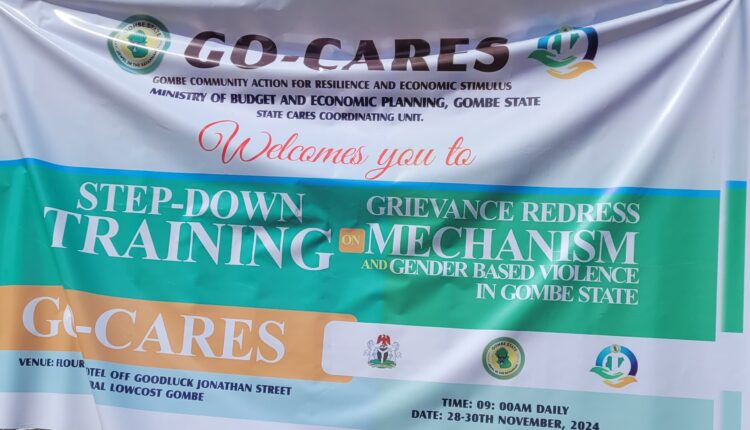 GO-CARES
GOMBE COMMUNITY ACTION FOR RESILIENCE AND ECONOMIC STIMULUS
MINISTRY OF BUDGET AND ECONOMIC PLANNING, GOMBE STATE
STATE CARES COORDINATING UNIT.
Welcomes you to
STEP-DOWN
TRAINING
ON
GRIEVANCE REDRESS
MECHANISM
AND GENDER BASED VIOLENCE
IN GOMBE STATE
GO-CARES
VENUE: OFF GOODLUCK JONATHAN STREET
LOWCOST GOMBE
GOMBE STATE
TIME: 09: 00AM DAILY
DATE: 28-30TH NOVEMBER, 2024